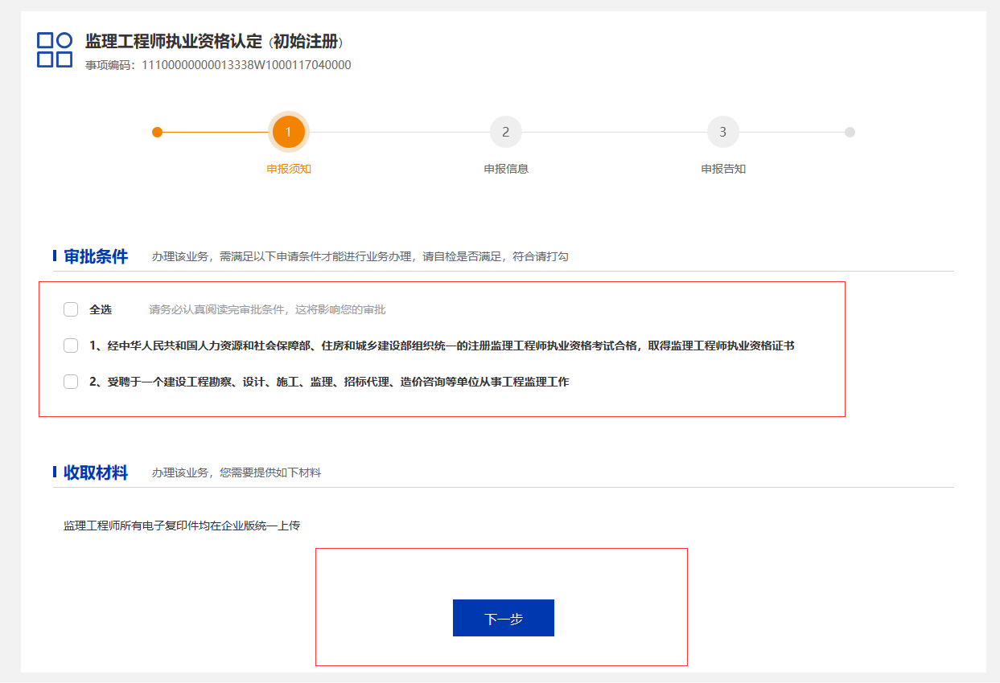 监理工程师执业资格认定（初始注册）
事项编码：11100000000013338W1000117040000
1 2 3
申报须知 申报信息 申报告知
审批条件 办理该业务，需满足以下申请条件才能进行业务办理，请自检是否满足，符合请打勾
全选 请务必认真阅读完审批条件，这将影响您的审批
1、经中华人民共和国人力资源和社会保障部、住房和城乡建设部组织统一的注册监理工程师执业资格考试合格，取得监理工程师执业资格证书
2、受聘于一个建设工程勘察、设计、施工、监理、招标代理、造价咨询等单位从事工程监理工作
收取材料 办理该业务，您需要提供如下材料
监理工程师所有电子复印件均在企业版统一上传
下一步